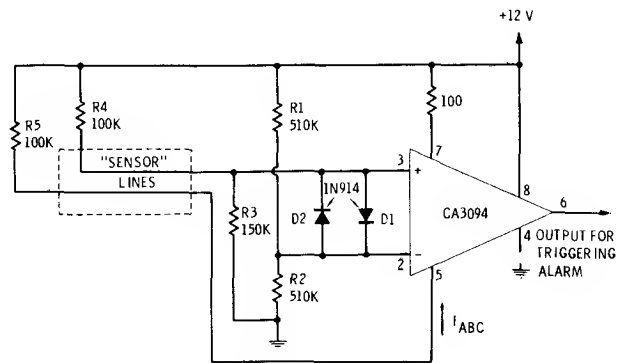 +12 V
R5
100K
R4
100K
R1
510K
100
7
"SENSOR"
LINES
3
+
1N914
D2
D1
CA3094
8
6
R3
150K
2
−
4
5
OUTPUT FOR
TRIGGERING
ALARM
R2
510K
I ABC